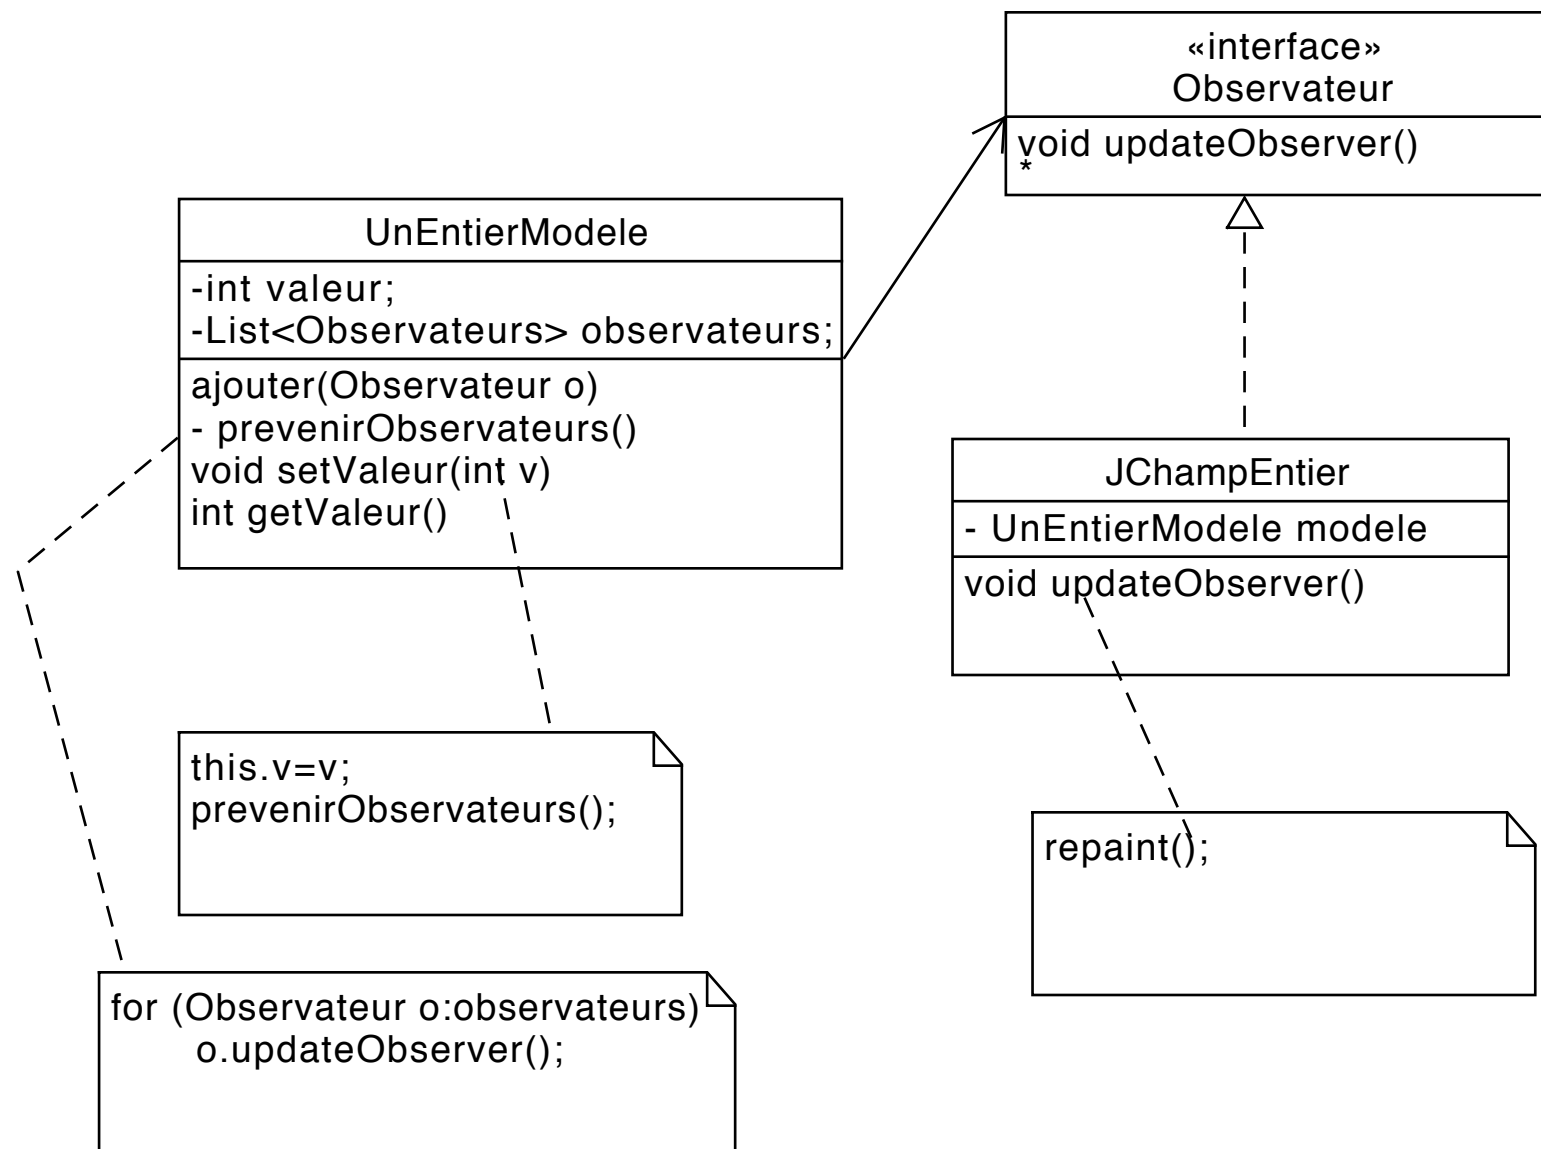 «interface»
Observateur
void updateObserver()
*
UnEntierModele
-int valeur;
-List<Observateurs> observateurs;
ajouter(Observateur o)
- prevenirObservateurs()
void setValeur(int v)
int getValeur()
JChampEntier
- UnEntierModele modele
void updateObserver()
this.v=v;
prevenirObservateurs();
repaint();
for (Observateur o:observateurs)
o.updateObserver();